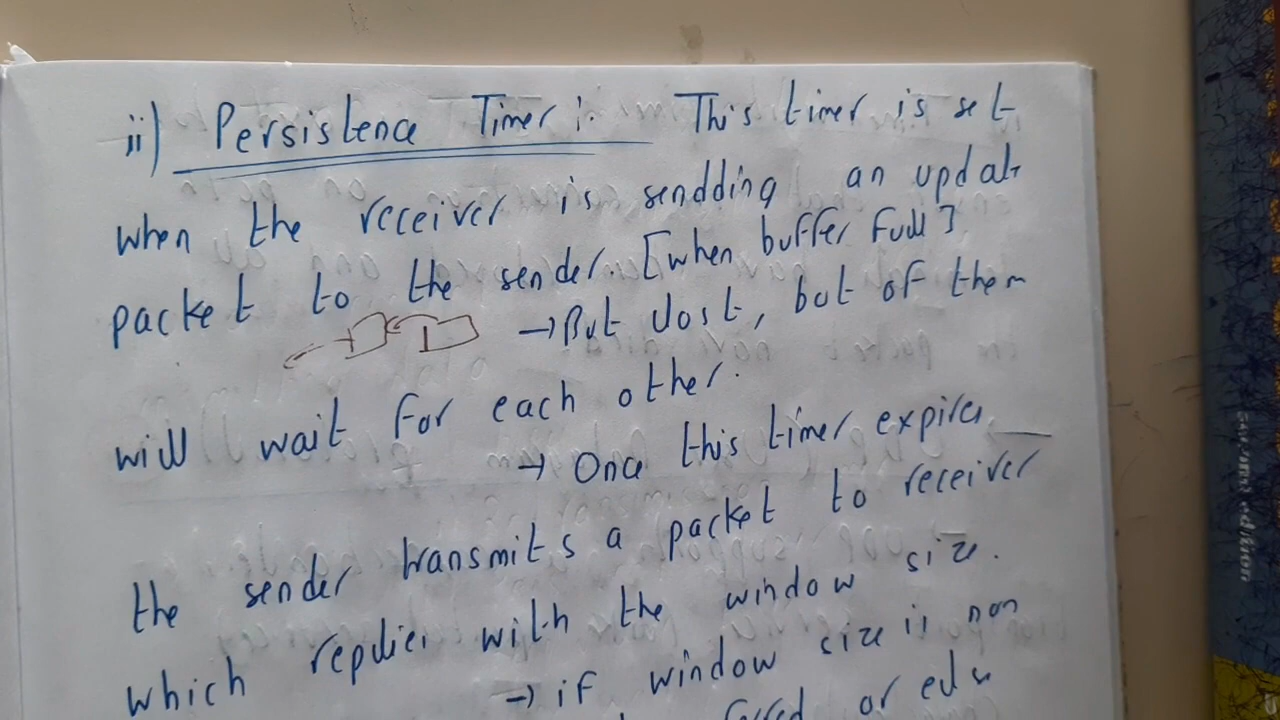 ii) Persistence Timer :- This timer is set
when the receiver is sendding an updat
packet to the sender. [when buffer full]
→ But lost, but of them
will wait for each other.
→ Once this timer expires
the sender transmits a packet to receiver
which replies with the window size.
→ if window size is non
or else